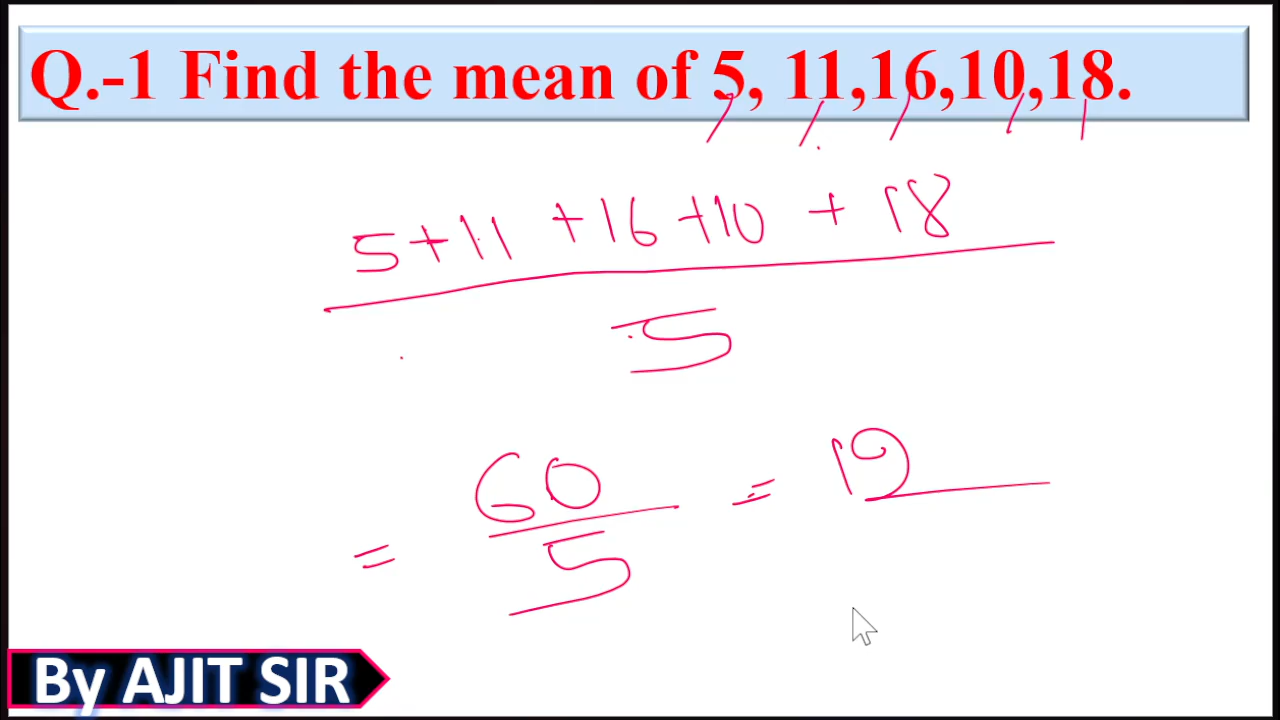 Q.-1 Find the mean of 5, 11,16,10,18.
5+11 +16 +10 + 18
5
= 60 = 12
5
By AJIT SIR